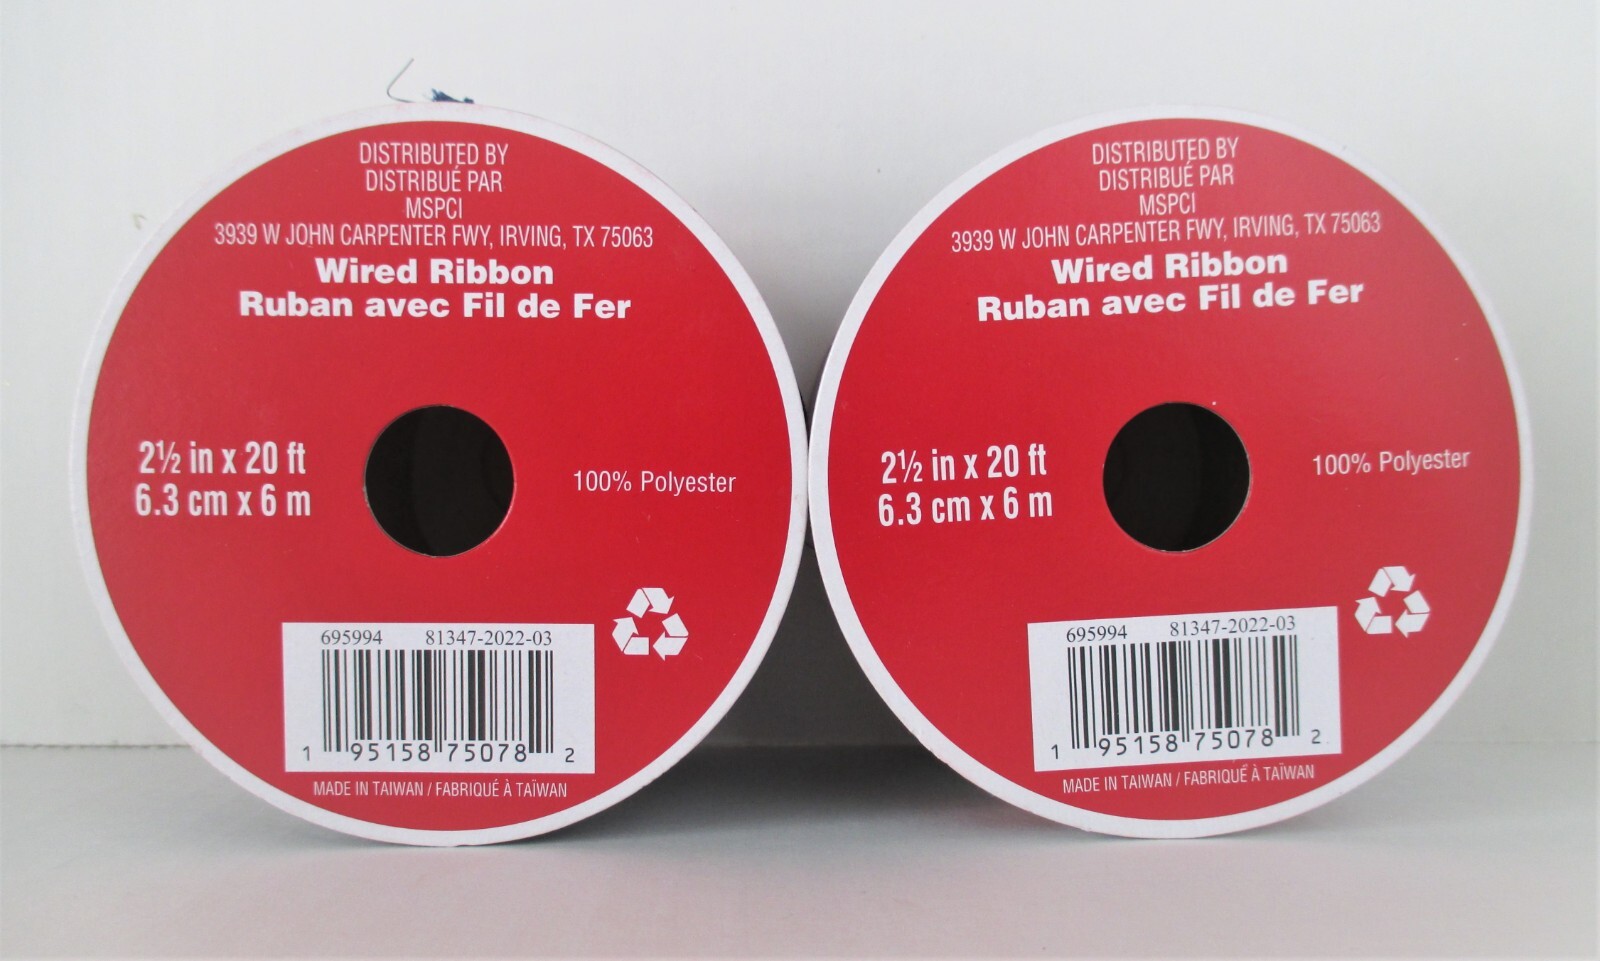 DISTRIBUTED BY
DISTRIBUÉ PAR
MSPCI
3939 W JOHN CARPENTER FWY, IRVING, TX 75063
Wired Ribbon
Ruban avec Fil de Fer
2½ in x 20 ft
6.3 cm x 6 m
100% Polyester
695994 81347-2022-03
1 95158 75078 2
MADE IN TAIWAN / FABRIQUÉ À TAÏWAN
DISTRIBUTED BY
DISTRIBUÉ PAR
MSPCI
3939 W JOHN CARPENTER FWY, IRVING, TX 75063
Wired Ribbon
Ruban avec Fil de Fer
2½ in x 20 ft
6.3 cm x 6 m
100% Polyester
695994 81347-2022-03
1 95158 75078 2
MADE IN TAIWAN / FABRIQUÉ À TAÏWAN